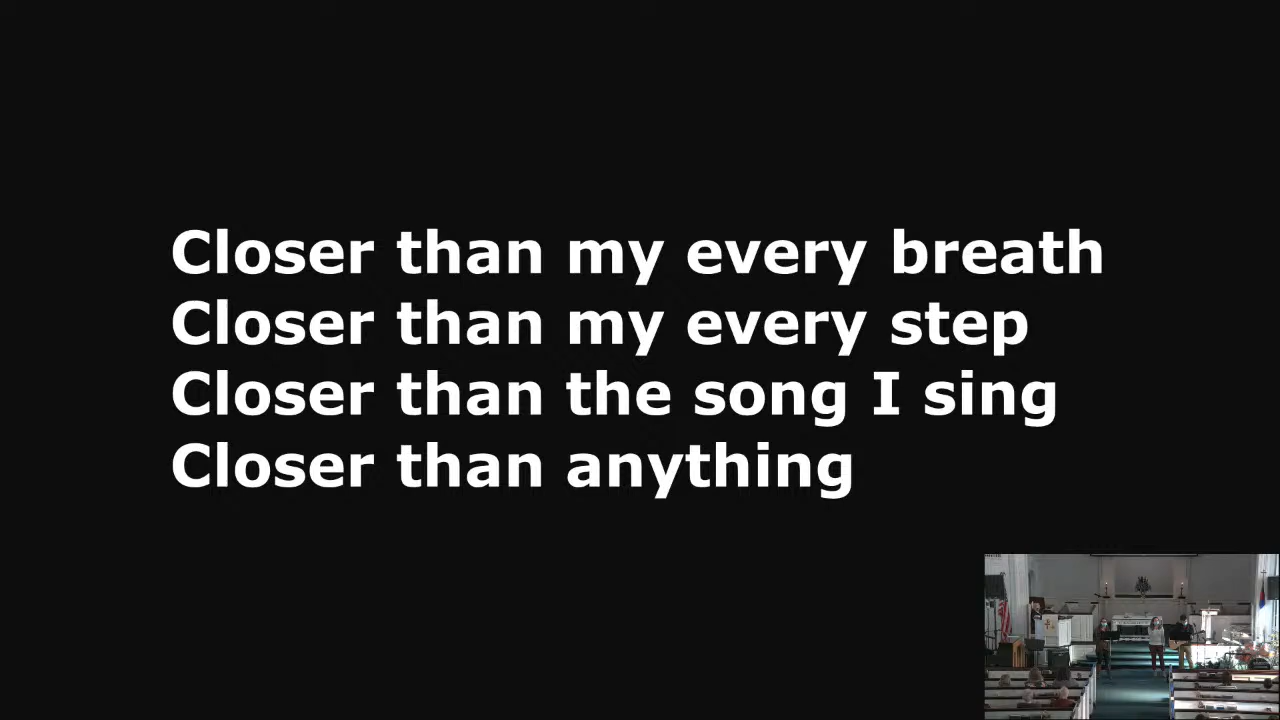 Closer than my every breath
Closer than my every step
Closer than the song I sing
Closer than anything